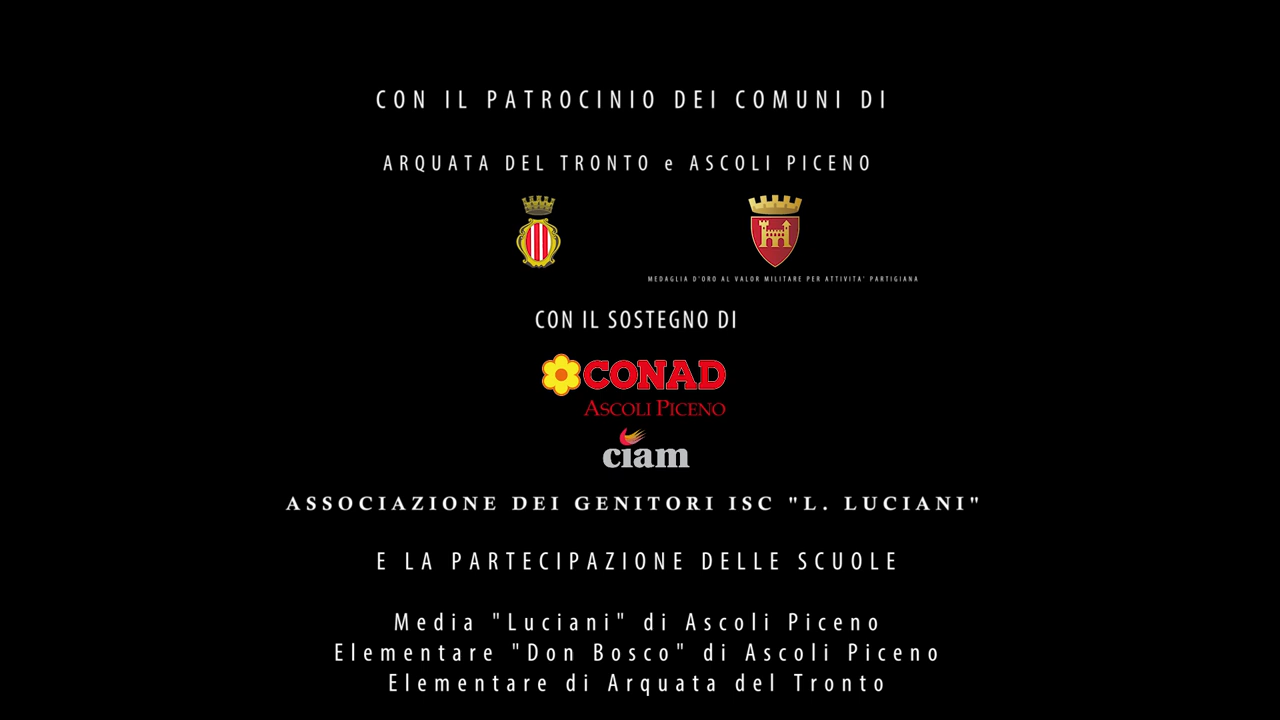 CON IL PATROCINIO DEI COMUNI DI
ARQUATA DEL TRONTO e ASCOLI PICENO
MEDAGLIA D'ORO AL VALOR MILITARE PER ATTIVITA' PARTIGIANA
CON IL SOSTEGNO DI
CONAD
ASCOLI PICENO
ciam
ASSOCIAZIONE DEI GENITORI ISC "L. LUCIANI"
E LA PARTECIPAZIONE DELLE SCUOLE
Media "Luciani" di Ascoli Piceno
Elementare "Don Bosco" di Ascoli Piceno
Elementare di Arquata del Tronto